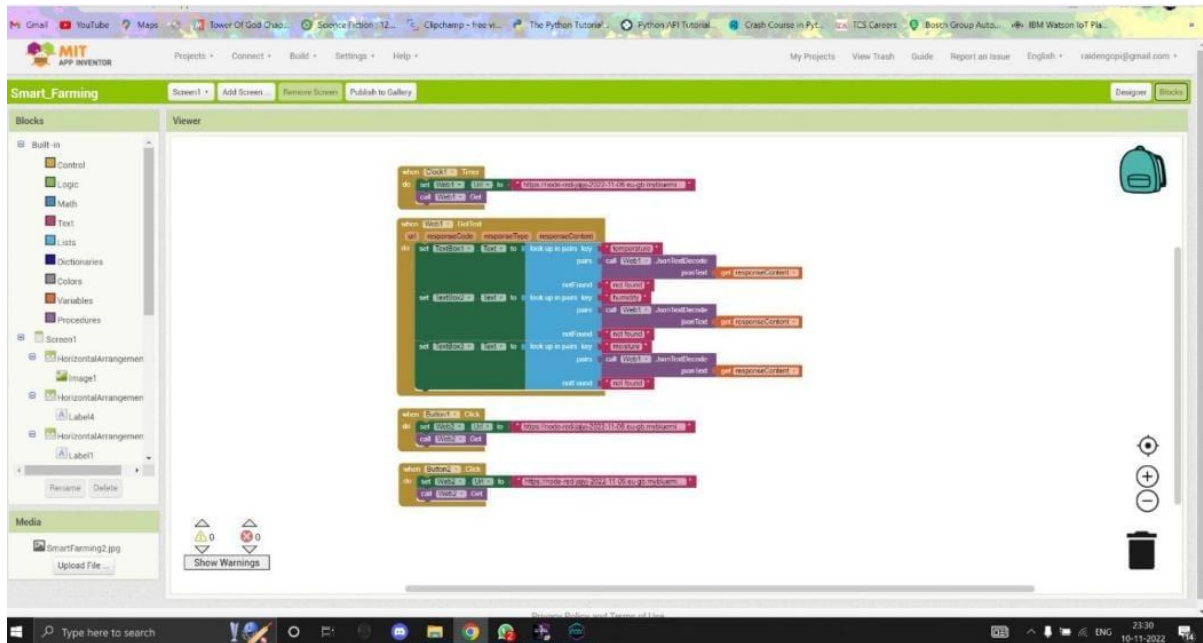 Gmail YouTube Maps Tower Of God Chap... Science Fiction : 12... Clipchamp - free vi... The Python Tutorial... Python API Tutorial... Crash Course in Pyt... TCS Careers Bosch Group Auto... IBM Watson IoT Pla...
MIT APP INVENTOR
Projects Connect Build Settings Help My Projects View Trash Guide Report an Issue English raidengopi@gmail.com
Smart_Farming Screen1 Add Screen ... Remove Screen Publish to Gallery Designer Blocks
Blocks
Viewer
Built-in
Control
Logic
Math
Text
Lists
Dictionaries
Colors
Variables
Procedures
Screen1
HorizontalArrangemen
Image1
HorizontalArrangemen
Label4
HorizontalArrangemen
Label1
Rename Delete
Media
SmartFarming2.jpg
Upload File ...
when Clock1 .Timer
do set Web1 . Url to
call Web1 .Get
when Web1 .GotText
url responseCode responseType responseContent
do set TextBox1 . Text to look up in pairs key "temperature"
pairs call Web1 .JsonTextDecode
jsonText get responseContent
notFound "not found"
set TextBox2 . Text to look up in pairs key "humidity"
pairs call Web1 .JsonTextDecode
jsonText get responseContent
notFound "not found"
set TextBox3 . Text to look up in pairs key "moisture"
pairs call Web1 .JsonTextDecode
jsonText get responseContent
notFound "not found"
when Button1 .Click
do set Web2 . Url to
call Web2 .Get
when Button2 .Click
do set Web2 . Url to
call Web2 .Get
0 0
Show Warnings
Privacy Policy and Terms of Use
Type here to search
ENG
23:30
10-11-2022